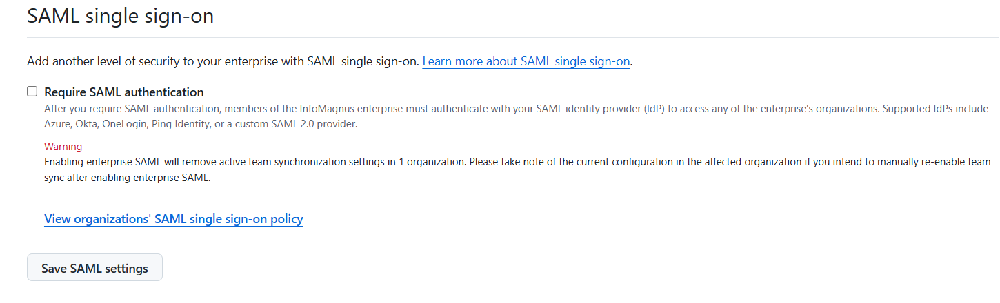 SAML single sign-on
Add another level of security to your enterprise with SAML single sign-on. Learn more about SAML single sign-on.
Require SAML authentication
After you require SAML authentication, members of the InfoMagnus enterprise must authenticate with your SAML identity provider (IdP) to access any of the enterprise's organizations. Supported IdPs include
Azure, Okta, OneLogin, Ping Identity, or a custom SAML 2.0 provider.
Warning
Enabling enterprise SAML will remove active team synchronization settings in 1 organization. Please take note of the current configuration in the affected organization if you intend to manually re-enable team
sync after enabling enterprise SAML.
View organizations' SAML single sign-on policy
Save SAML settings